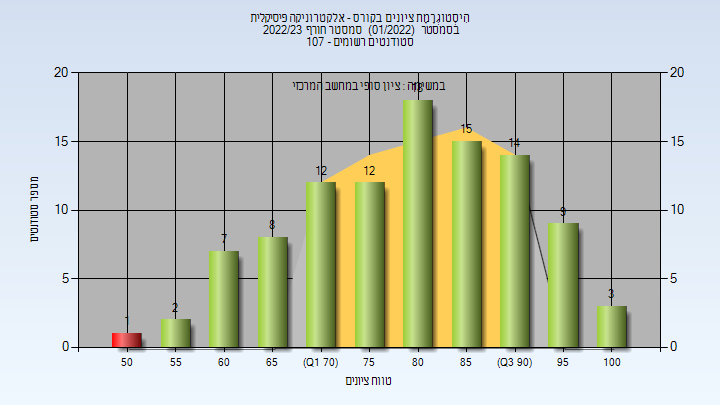 היסטוגרמת ציונים בקורס - אלקטרוניקה פיסיקלית
בסמסטר (01/2022) סמסטר חורף 2022/23
סטודנטים רשומים - 107
במשימה : ציון סופי במחשב המרכזי
20 20
15 15
10 10
5 5
0 0
1 2 7 8 12 12 18 15 14 9 3
50 55 60 65 (Q1 70) 75 80 85 (Q3 90) 95 100
מספר סטודנטים
טווח ציונים